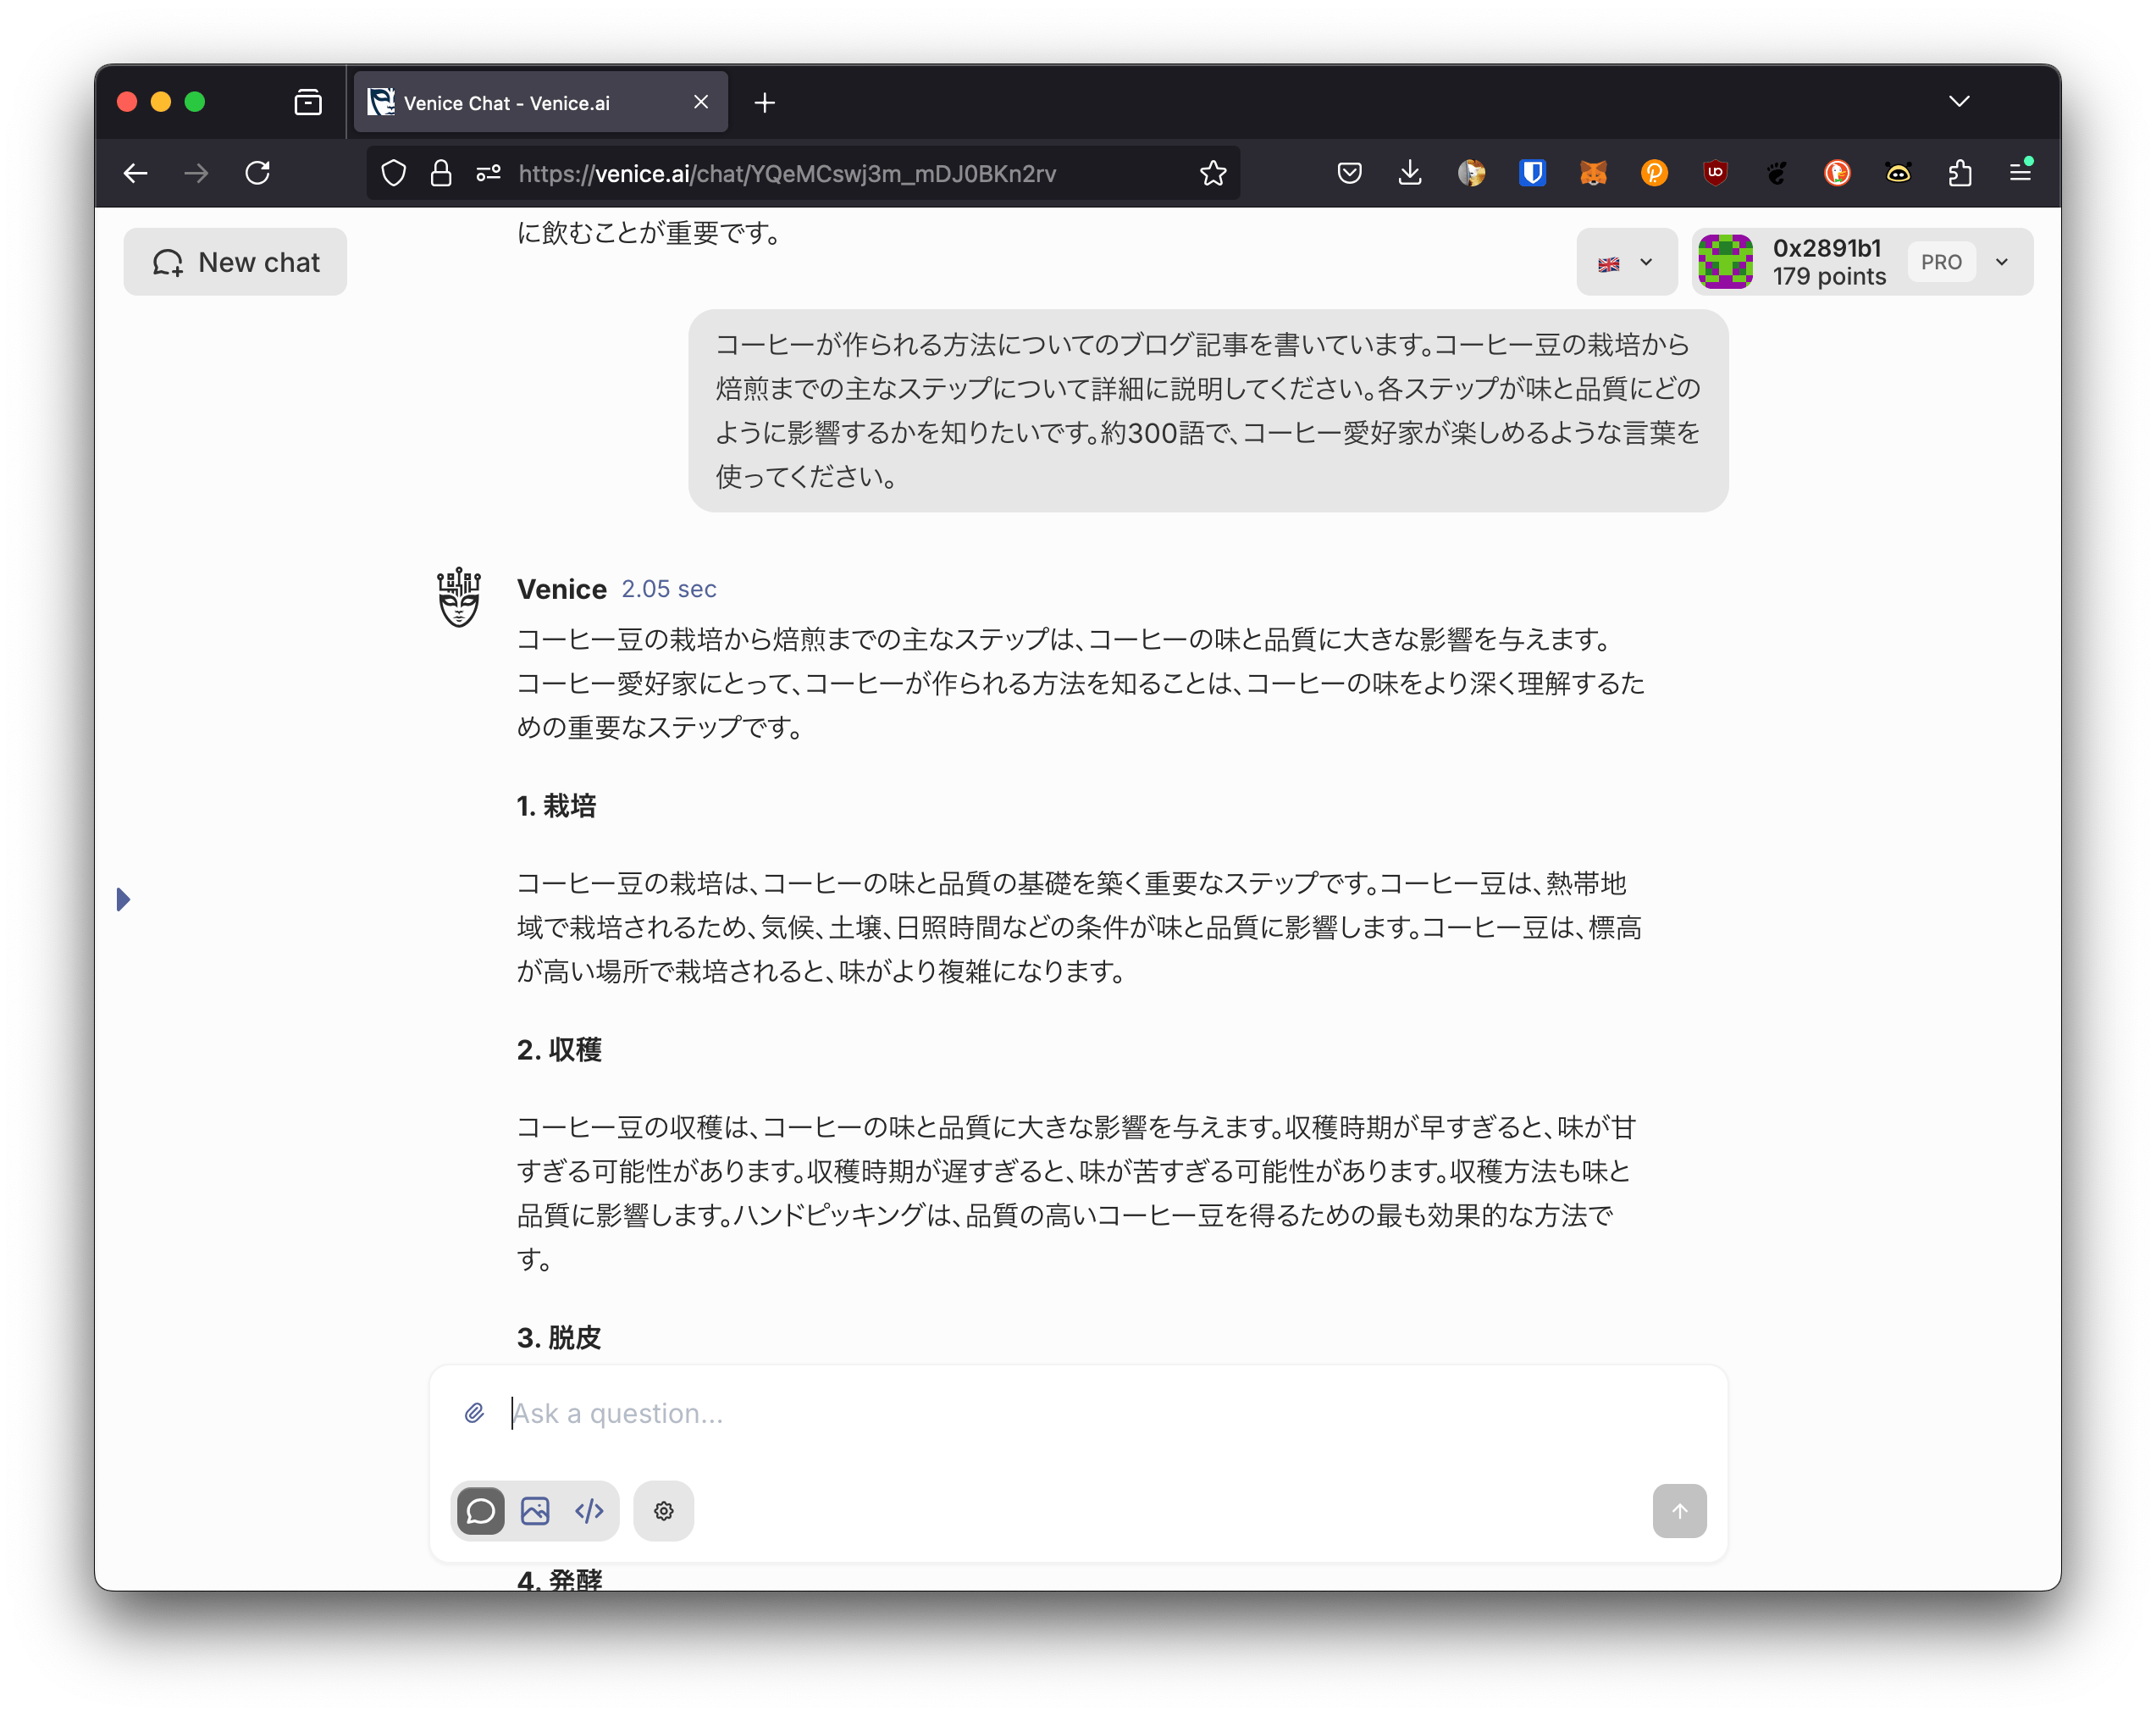 Venice Chat - Venice.ai
https://venice.ai/chat/YQeMCswj3m_mDJ0BKn2rv
に飲むことが重要です。
New chat
0x2891b1
179 points
PRO
コーヒーが作られる方法についてのブログ記事を書いています。コーヒー豆の栽培から
焙煎までの主なステップについて詳細に説明してください。各ステップが味と品質にどの
ように影響するかを知りたいです。約300語で、コーヒー愛好家が楽しめるような言葉を
使ってください。
Venice 2.05 sec
コーヒー豆の栽培から焙煎までの主なステップは、コーヒーの味と品質に大きな影響を与えます。
コーヒー愛好家にとって、コーヒーが作られる方法を知ることは、コーヒーの味をより深く理解するた
めの重要なステップです。
1. 栽培
コーヒー豆の栽培は、コーヒーの味と品質の基礎を築く重要なステップです。コーヒー豆は、熱帯地
域で栽培されるため、気候、土壌、日照時間などの条件が味と品質に影響します。コーヒー豆は、標高
が高い場所で栽培されると、味がより複雑になります。
2. 収穫
コーヒー豆の収穫は、コーヒーの味と品質に大きな影響を与えます。収穫時期が早すぎると、味が甘
すぎる可能性があります。収穫時期が遅すぎると、味が苦すぎる可能性があります。収穫方法も味と
品質に影響します。ハンドピッキングは、品質の高いコーヒー豆を得るための最も効果的な方法で
す。
3. 脱皮
Ask a question...
4. 発酵